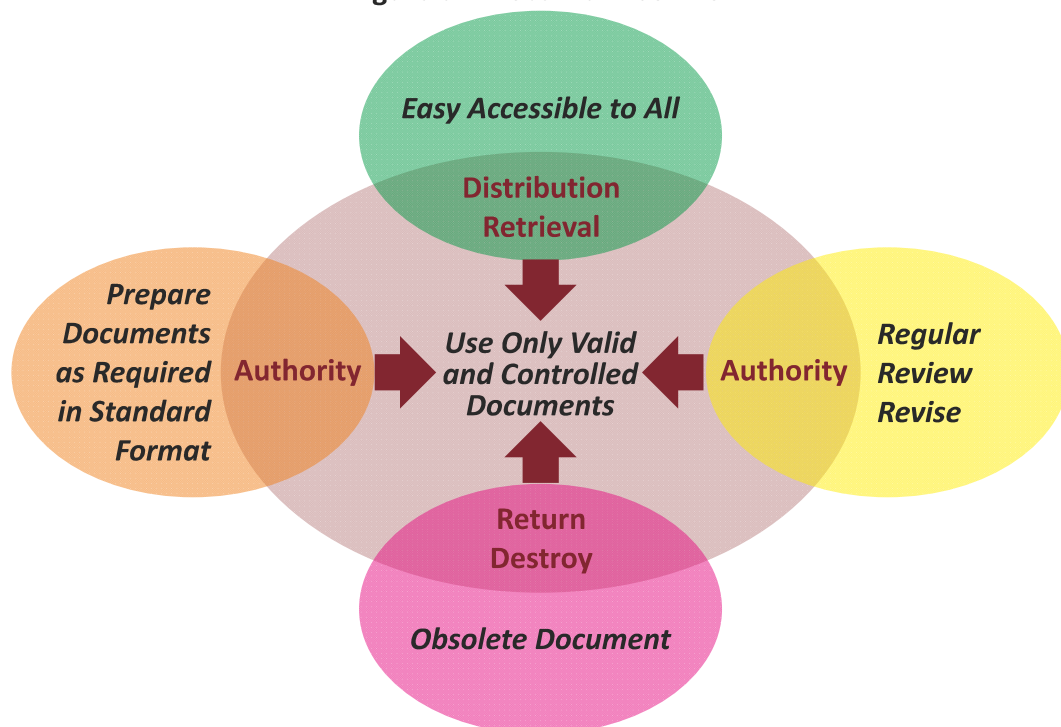 Easy Accessible to All
Distribution
Retrieval
Prepare
Documents
as Required
in Standard
Format
Authority
Use Only Valid
and Controlled
Documents
Authority
Regular
Review
Revise
Return
Destroy
Obsolete Document